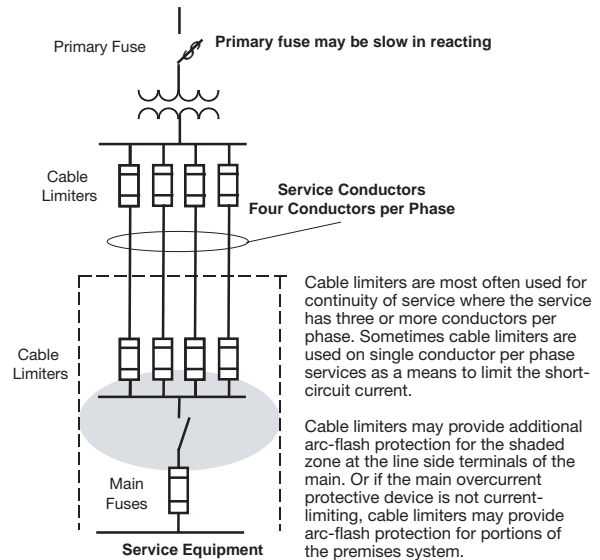 Primary Fuse
Primary fuse may be slow in reacting
Cable
Limiters
Service Conductors
Four Conductors per Phase
Cable limiters are most often used for
continuity of service where the service
has three or more conductors per
phase. Sometimes cable limiters are
used on single conductor per phase
services as a means to limit the short-
circuit current.
Cable
Limiters
Cable limiters may provide additional
arc-flash protection for the shaded
zone at the line side terminals of the
main. Or if the main overcurrent
protective device is not current-
limiting, cable limiters may provide
arc-flash protection for portions of
the premises system.
Main
Fuses
Service Equipment